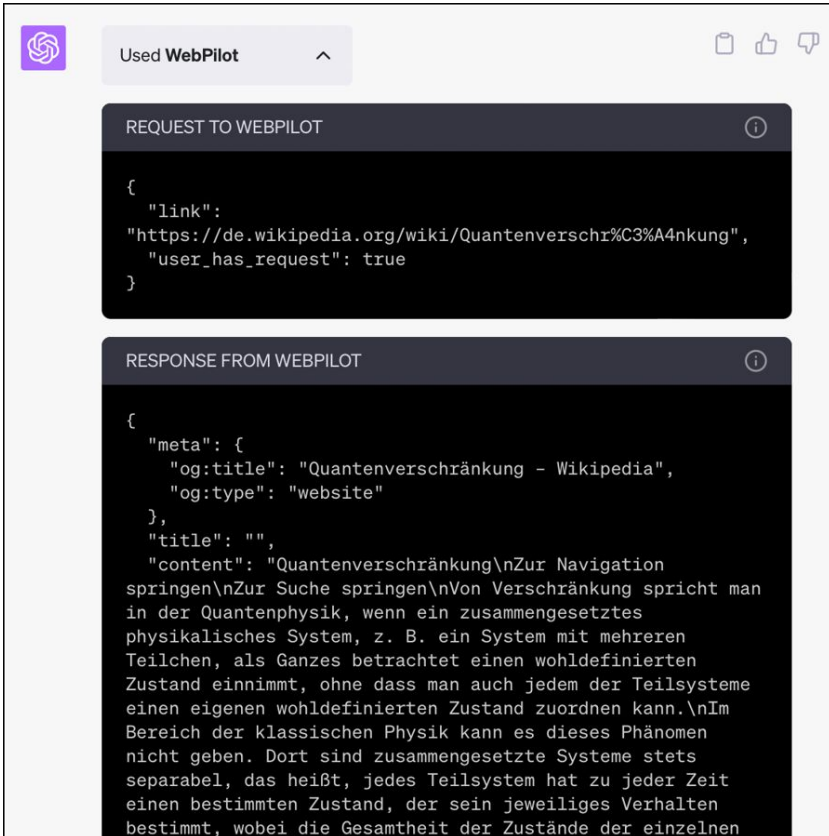 Used WebPilot
REQUEST TO WEBPILOT
{
"link":
"https://de.wikipedia.org/wiki/Quantenverschr%C3%A4nkung",
"user_has_request": true
}
RESPONSE FROM WEBPILOT
{
"meta": {
"og:title": "Quantenverschränkung – Wikipedia",
"og:type": "website"
},
"title": "",
"content": "Quantenverschränkung\nZur Navigation
springen\nZur Suche springen\nVon Verschränkung spricht man
in der Quantenphysik, wenn ein zusammengesetztes
physikalisches System, z. B. ein System mit mehreren
Teilchen, als Ganzes betrachtet einen wohldefinierten
Zustand einnimmt, ohne dass man auch jedem der Teilsysteme
einen eigenen wohldefinierten Zustand zuordnen kann.\nIm
Bereich der klassischen Physik kann es dieses Phänomen
nicht geben. Dort sind zusammengesetzte Systeme stets
separabel, das heißt, jedes Teilsystem hat zu jeder Zeit
einen bestimmten Zustand, der sein jeweiliges Verhalten
bestimmt, wobei die Gesamtheit der Zustände der einzelnen